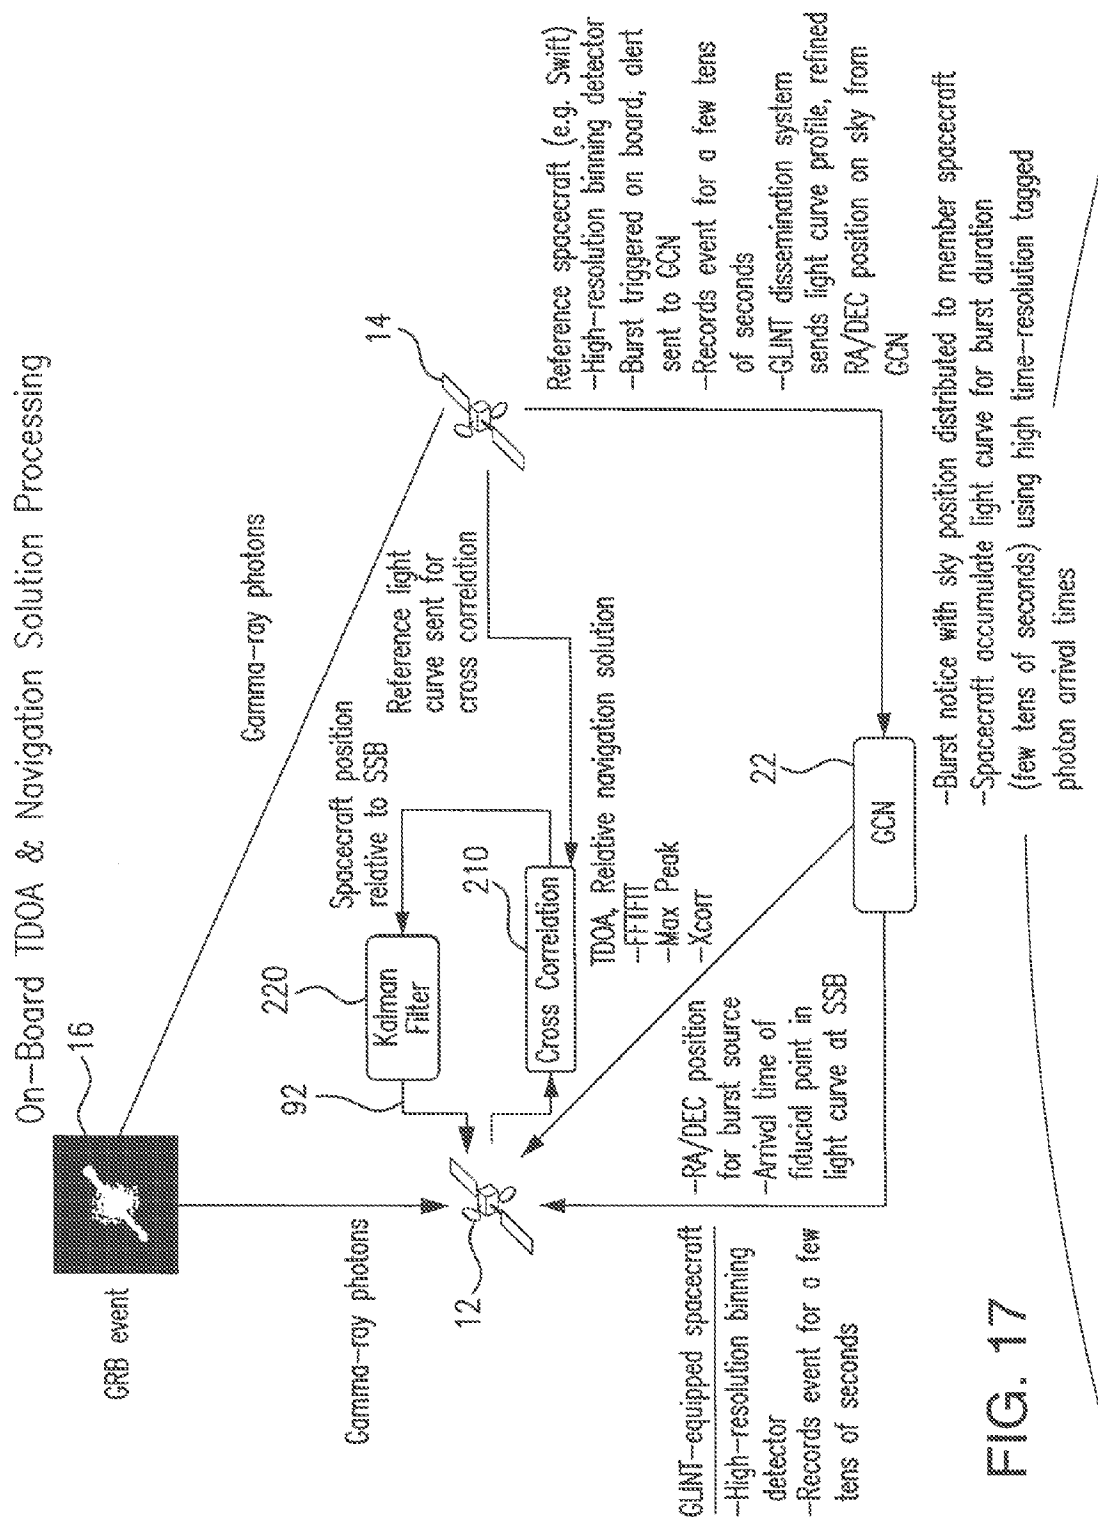 On-Board TDOA & Navigation Solution Processing
GRB event
16
Gamma-ray photons
Gamma-ray photons
92
220
Kalman
Filter
Spacecraft position
relative to SSB
Reference light
curve sent for
cross correlation
14
12
210
Cross Correlation
TDOA, Relative navigation solution
-FFTFIT
-Max Peak
-Xcorr
Reference spacecraft (e.g. Swift)
-High-resolution binning detector
-Burst triggered on board, alert
sent to GCN
-Records event for a few tens
of seconds
-GLINT dissemination system
sends light curve profile, refined
RA/DEC position on sky from
GCN
GLINT-equipped spacecraft
-High-resolution binning
detector
-Records event for a few
tens of seconds
-RA/DEC position
for burst source
-Arrival time of
fiducial point in
light curve at SSB
22
GCN
-Burst notice with sky position distributed to member spacecraft
-Spacecraft accumulate light curve for burst duration
(few tens of seconds) using high time-resolution tagged
photon arrival times
FIG. 17